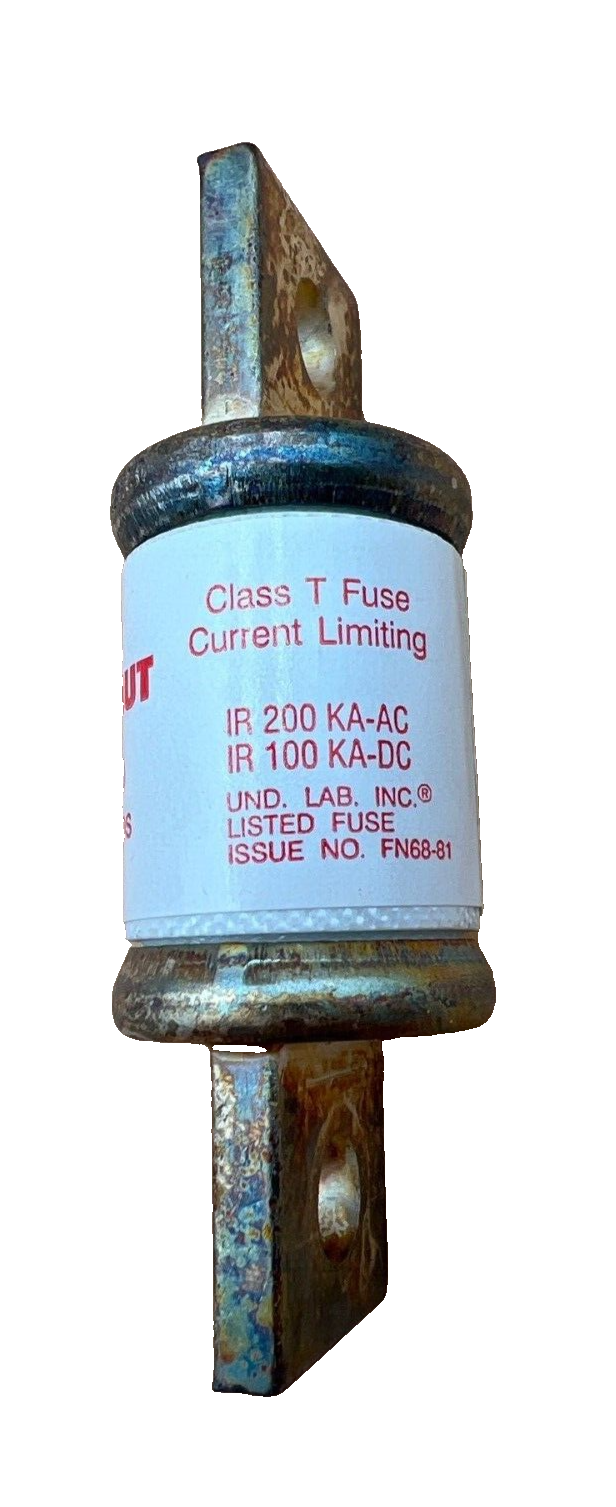 Class T Fuse
Current Limiting
UT
IR 200 KA-AC
IR 100 KA-DC
UND. LAB. INC.®
LISTED FUSE
ISSUE NO. FN68-81